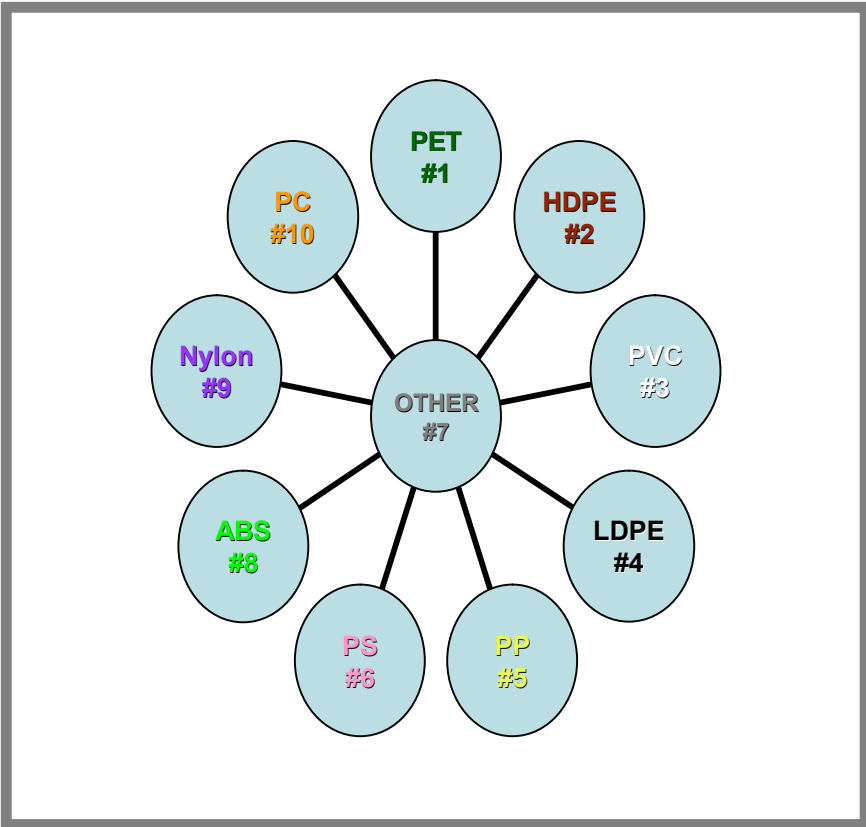 PET
#1
HDPE
#2
PVC
#3
LDPE
#4
PP
#5
PS
#6
OTHER
#7
ABS
#8
Nylon
#9
PC
#10